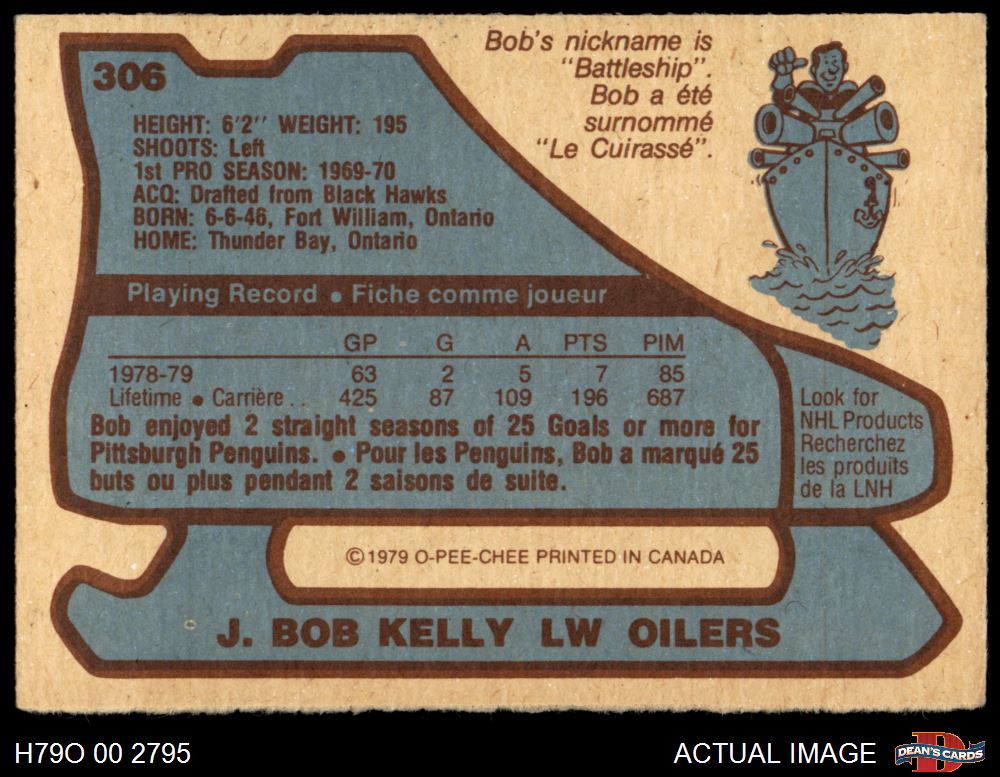 306
Bob's nickname is
"Battleship".
Bob a été
surnommé
"Le Cuirassé".
HEIGHT: 6'2" WEIGHT: 195
SHOOTS: Left
1st PRO SEASON: 1969-70
ACQ: Drafted from Black Hawks
BORN: 6-6-46, Fort William, Ontario
HOME: Thunder Bay, Ontario
Playing Record • Fiche comme joueur
GP G A PTS PIM
1978-79 63 2 5 7 85
Lifetime • Carrière . . 425 87 109 196 687
Bob enjoyed 2 straight seasons of 25 Goals or more for
Pittsburgh Penguins. • Pour les Penguins, Bob a marqué 25
buts ou plus pendant 2 saisons de suite.
Look for
NHL Products
Recherchez
les produits
de la LNH
©1979 O-PEE-CHEE PRINTED IN CANADA
J. BOB KELLY LW OILERS
H79O 00 2795
ACTUAL IMAGE
DEAN'S CARDS